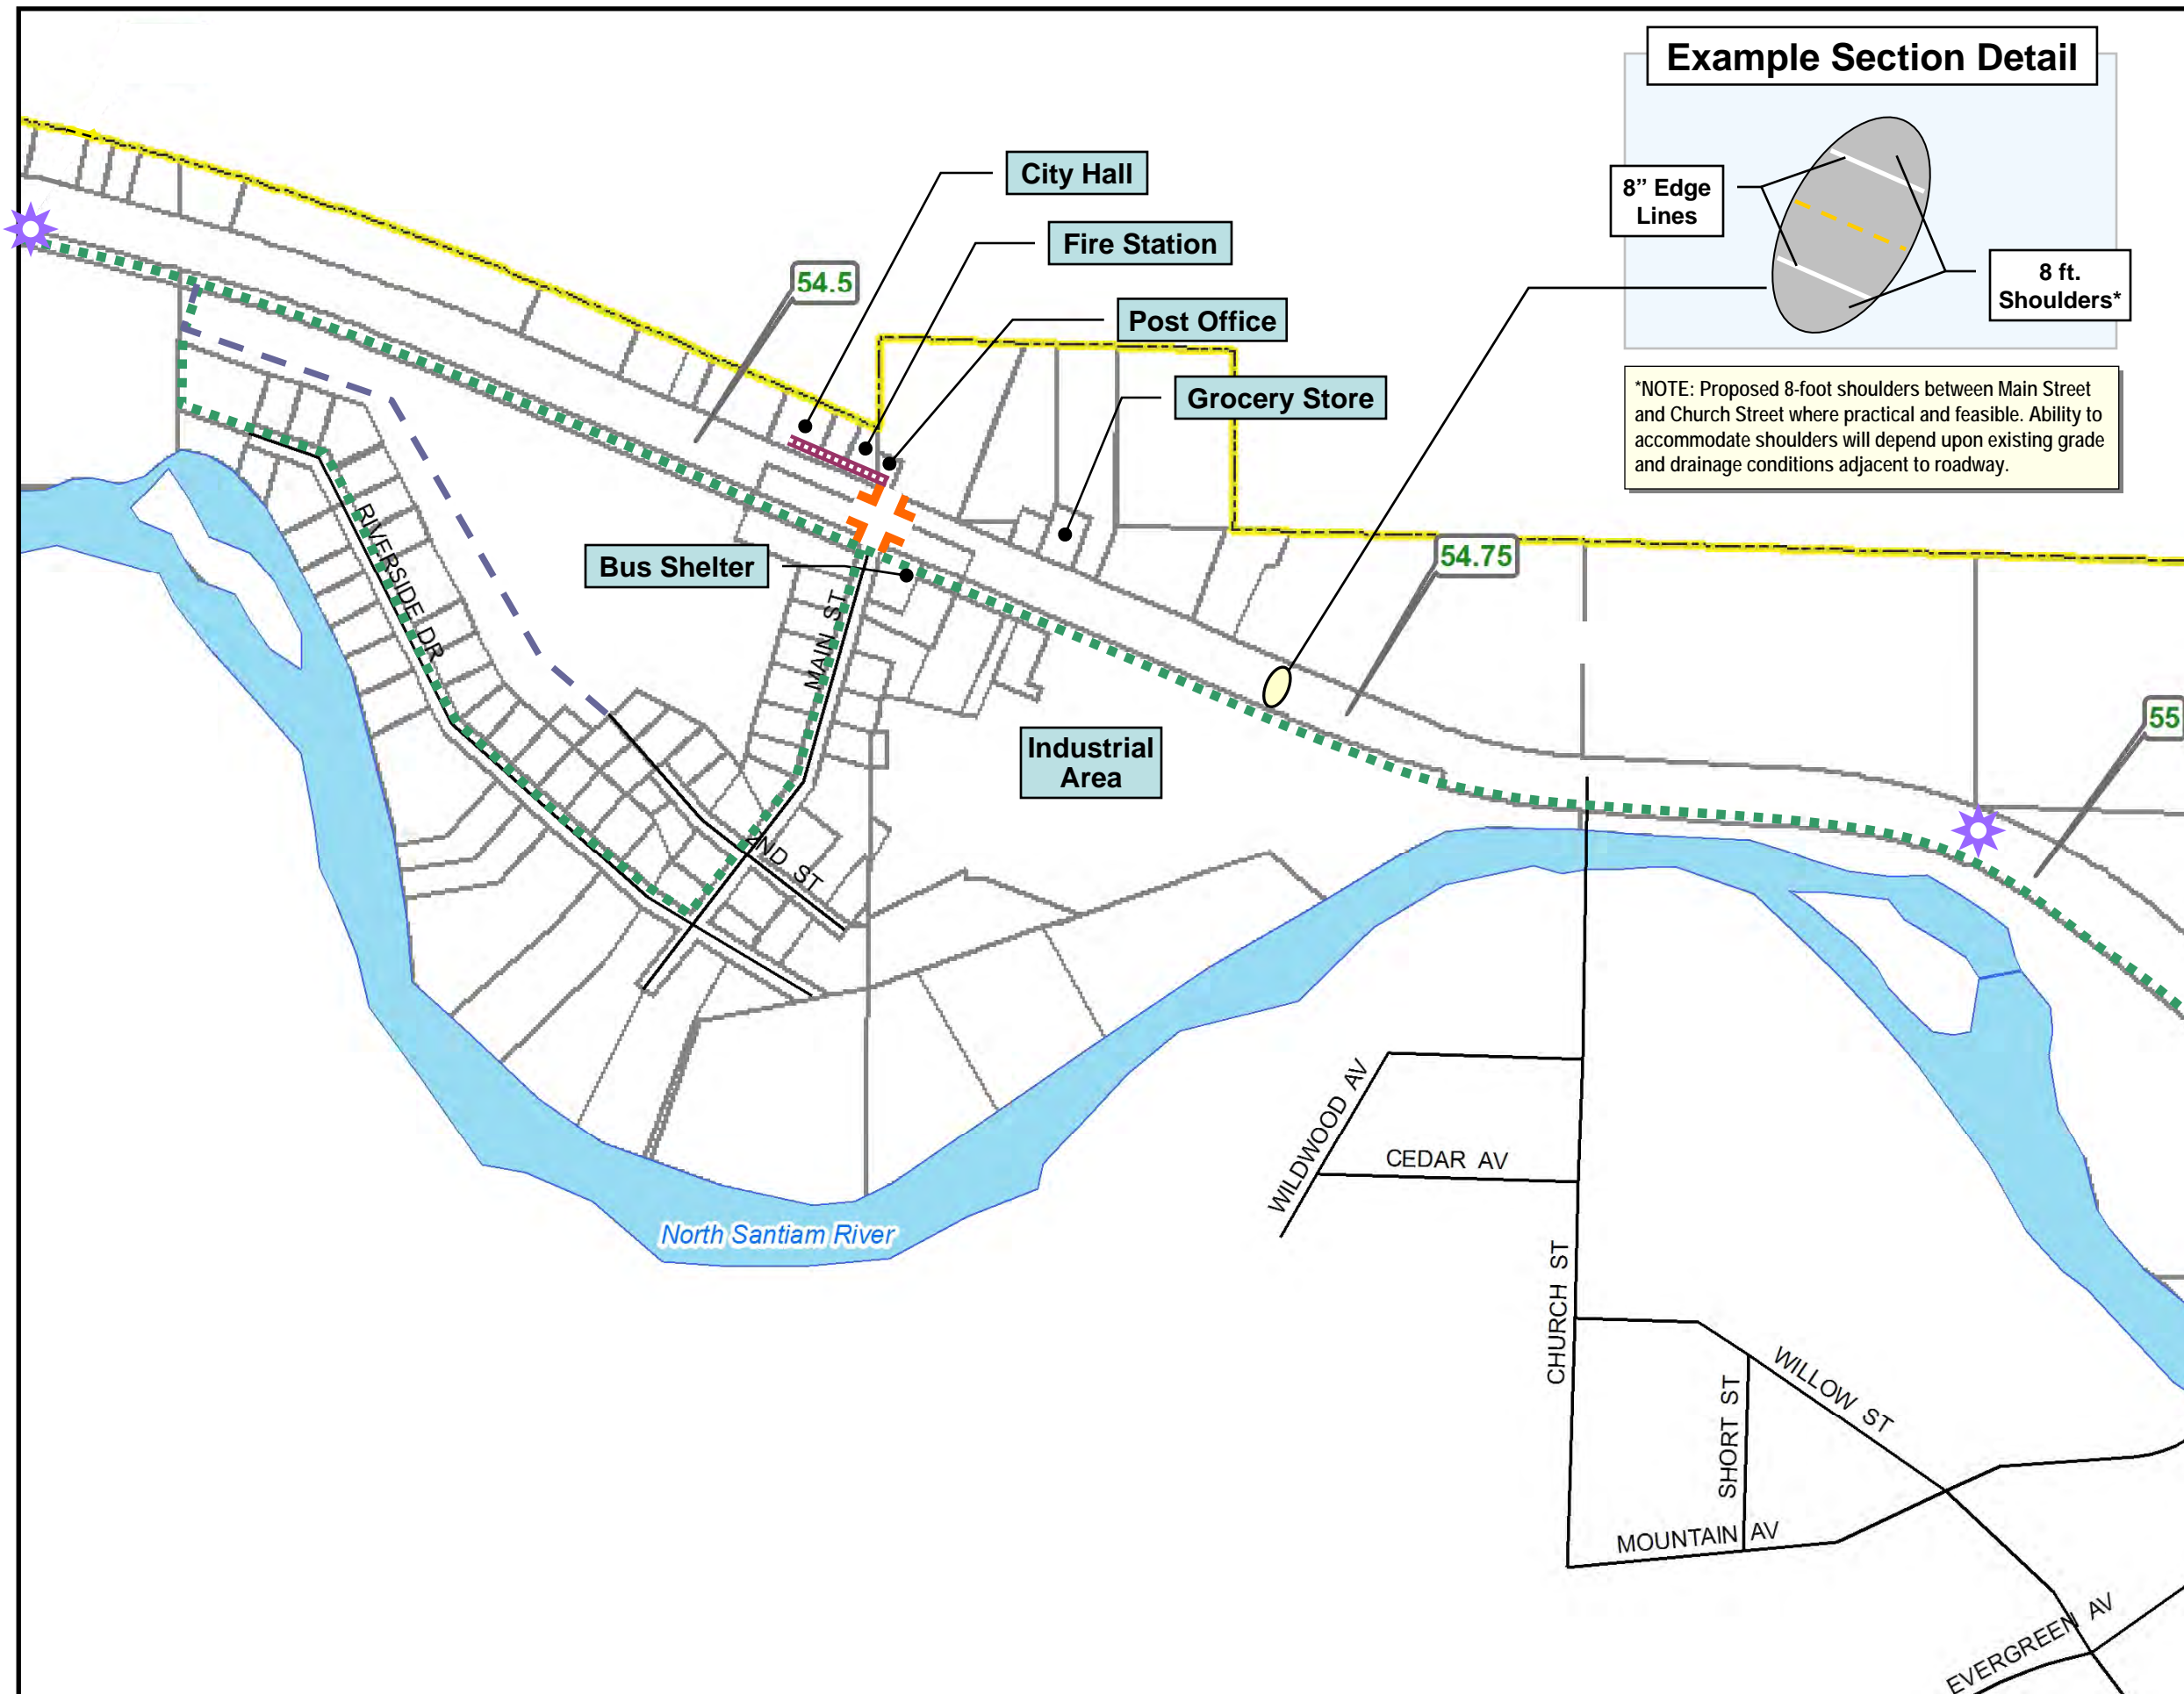 Example Section Detail
8” Edge
Lines
8 ft.
Shoulders*
*NOTE: Proposed 8-foot shoulders between Main Street
and Church Street where practical and feasible. Ability to
accommodate shoulders will depend upon existing grade
and drainage conditions adjacent to roadway.
City Hall
Fire Station
54.5
Post Office
Grocery Store
Bus Shelter
54.75
RIVERSIDE DR
MAIN ST
55
Industrial
Area
2ND ST
WILDWOOD AV
CEDAR AV
North Santiam River
CHURCH ST
WILLOW ST
SHORT ST
MOUNTAIN AV
EVERGREEN AV